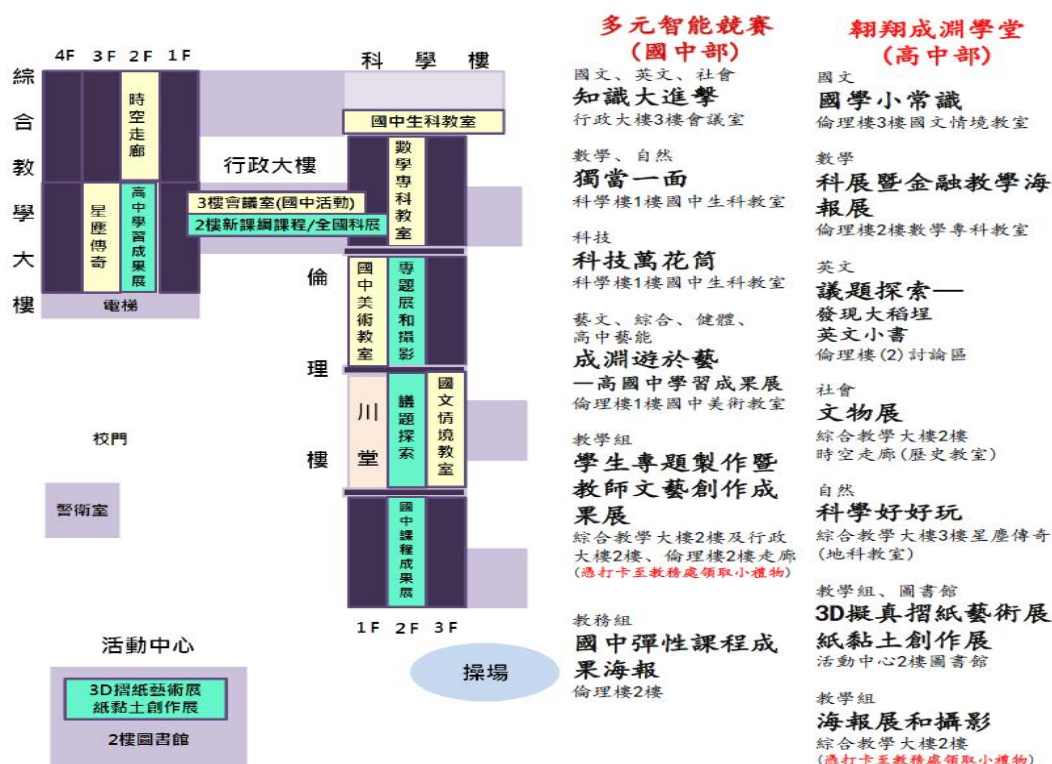 4F 3F 2F 1F
綜合教學大樓
時空走廊
星塵傳奇
高中學習成果展
電梯
行政大樓
3樓會議室(國中活動)
2樓新課綱課程/全國科展
科學樓
國中生科教室
數學專科教室
倫理樓
國中美術教室
專題展和攝影
川堂
議題探索
國文情境教室
國中課程成果展
1F 2F 3F
校門
警衛室
活動中心
3D摺紙藝術展
紙黏土創作展
2樓圖書館
操場
多元智能競賽
(國中部)
國文、英文、社會
知識大進擊
行政大樓3樓會議室
數學、自然
獨當一面
科學樓1樓國中生科教室
科技
科技萬花筒
科學樓1樓國中生科教室
藝文、綜合、健體、
高中藝能
成淵遊於藝
—高國中學習成果展
倫理樓1樓國中美術教室
教學組
學生專題製作暨
教師文藝創作成
果展
綜合教學大樓2樓及行政
大樓2樓、倫理樓2樓走廊
(憑打卡至教務處領取小禮物)
教務組
國中彈性課程成
果海報
倫理樓2樓
翱翔成淵學堂
(高中部)
國文
國學小常識
倫理樓3樓國文情境教室
數學
科展暨金融教學海
報展
倫理樓2樓數學專科教室
英文
議題探索—
發現大稻埕
英文小書
倫理樓(2)討論區
社會
文物展
綜合教學大樓2樓
時空走廊(歷史教室)
自然
科學好好玩
綜合教學大樓3樓星塵傳奇
(地科教室)
教學組、圖書館
3D擬真摺紙藝術展
紙黏土創作展
活動中心2樓圖書館
教學組
海報展和攝影
綜合教學大樓2樓
(憑打卡至教務處領取小禮物)